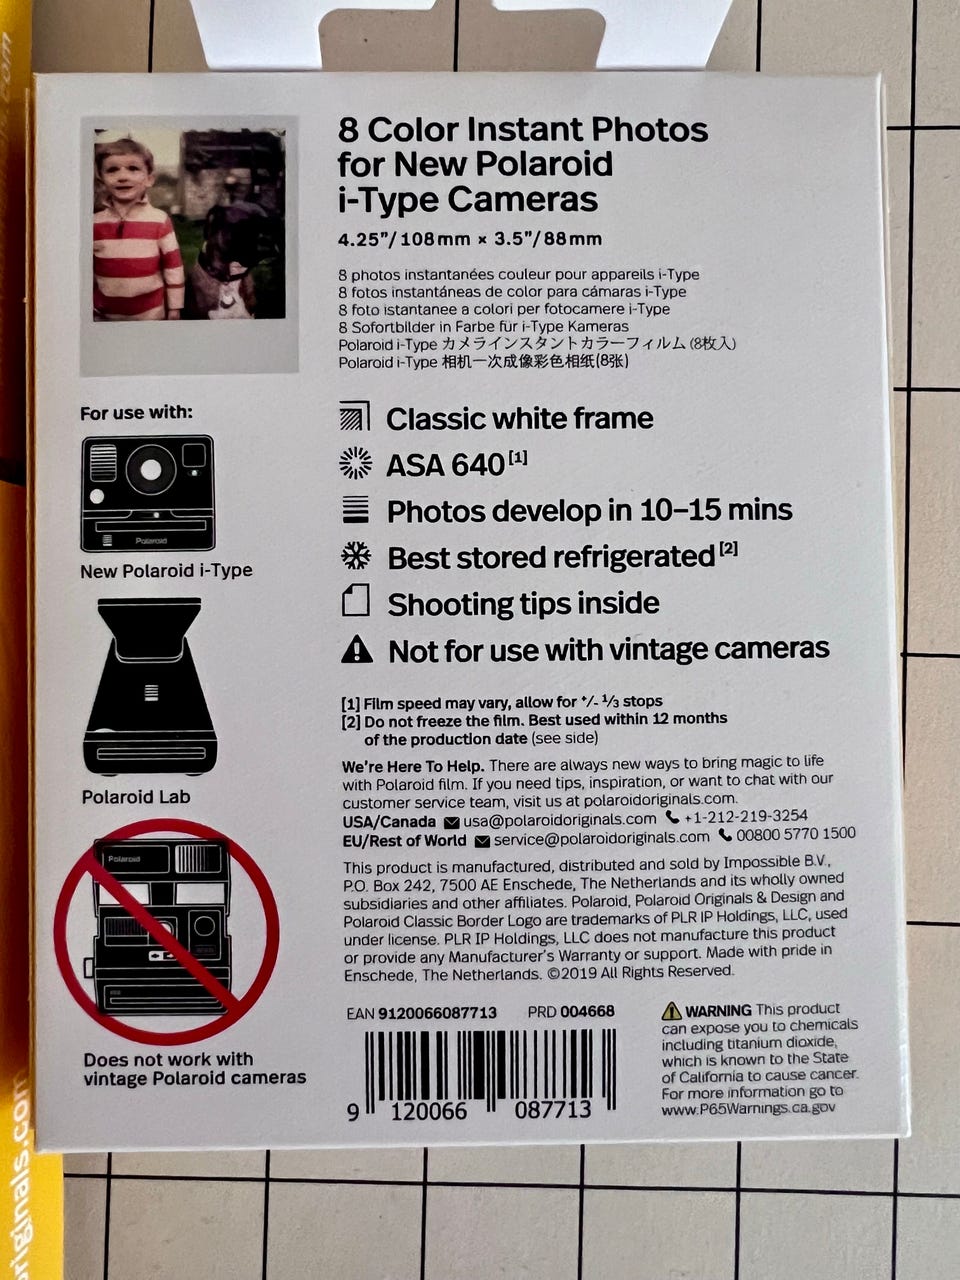 8 Color Instant Photos
for New Polaroid
i-Type Cameras
4.25”/108mm × 3.5”/88mm
8 photos instantanées couleur pour appareils i-Type
8 fotos instantáneas de color para cámaras i-Type
8 foto istantanee a colori per fotocamere i-Type
8 Sofortbilder in Farbe für i-Type Kameras
Polaroid i-Type カメラインスタントカラーフィルム (8枚入)
Polaroid i-Type 相机一次成像彩色相纸(8张)
For use with:
Polaroid
New Polaroid i-Type
Polaroid Lab
Polaroid
Does not work with
vintage Polaroid cameras
Classic white frame
ASA 640[1]
Photos develop in 10–15 mins
Best stored refrigerated[2]
Shooting tips inside
Not for use with vintage cameras
[1] Film speed may vary, allow for +/- 1/3 stops
[2] Do not freeze the film. Best used within 12 months
of the production date (see side)
We’re Here To Help. There are always new ways to bring magic to life
with Polaroid film. If you need tips, inspiration, or want to chat with our
customer service team, visit us at polaroidoriginals.com.
USA/Canada usa@polaroidoriginals.com +1-212-219-3254
EU/Rest of World service@polaroidoriginals.com 00800 5770 1500
This product is manufactured, distributed and sold by Impossible B.V.,
P.O. Box 242, 7500 AE Enschede, The Netherlands and its wholly owned
subsidiaries and other affiliates. Polaroid, Polaroid Originals & Design and
Polaroid Classic Border Logo are trademarks of PLR IP Holdings, LLC, used
under license. PLR IP Holdings, LLC does not manufacture this product
or provide any Manufacturer’s Warranty or support. Made with pride in
Enschede, The Netherlands. ©2019 All Rights Reserved.
EAN 9120066087713 PRD 004668
9 120066 087713
WARNING This product
can expose you to chemicals
including titanium dioxide,
which is known to the State
of California to cause cancer.
For more information go to
www.P65Warnings.ca.gov
riginals.com